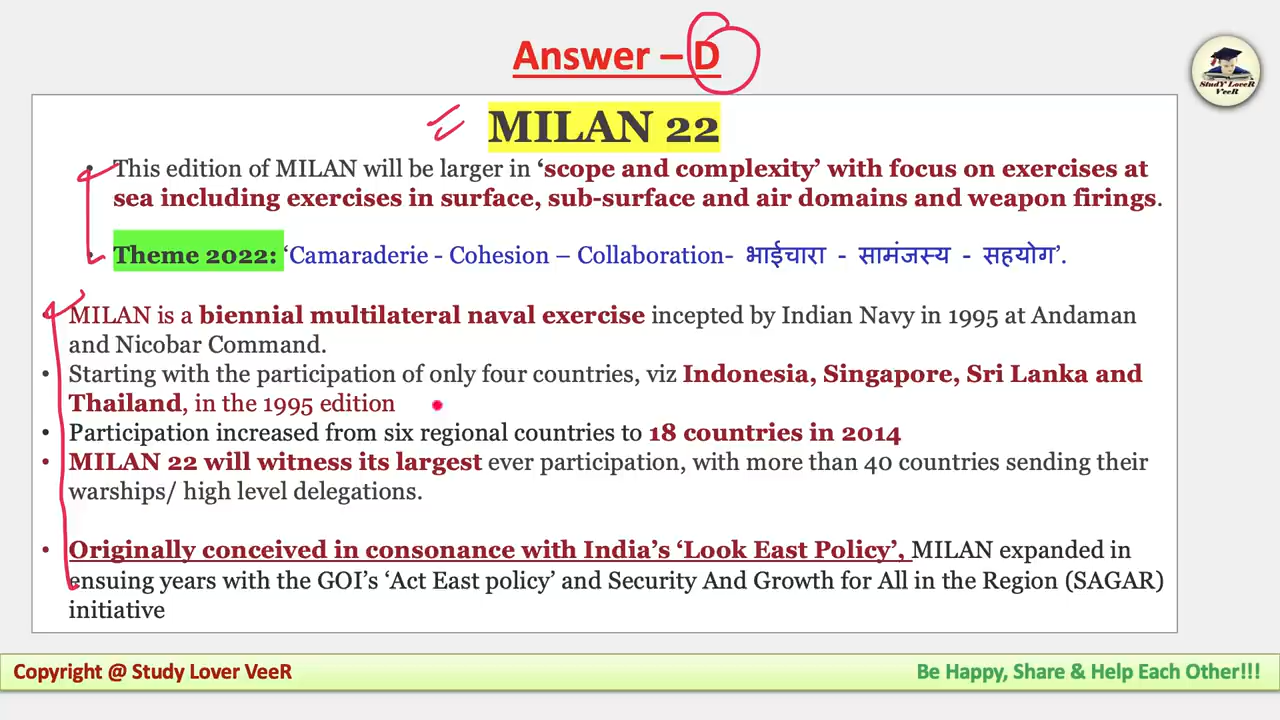 Answer – D
StudY LoveR
VeeR
MILAN 22
• This edition of MILAN will be larger in ‘scope and complexity’ with focus on exercises at
sea including exercises in surface, sub-surface and air domains and weapon firings.
• Theme 2022: ‘Camaraderie - Cohesion – Collaboration- भाईचारा - सामंजस्य - सहयोग’.
• MILAN is a biennial multilateral naval exercise incepted by Indian Navy in 1995 at Andaman
and Nicobar Command.
• Starting with the participation of only four countries, viz Indonesia, Singapore, Sri Lanka and
Thailand, in the 1995 edition
• Participation increased from six regional countries to 18 countries in 2014
• MILAN 22 will witness its largest ever participation, with more than 40 countries sending their
warships/ high level delegations.
• Originally conceived in consonance with India’s ‘Look East Policy’, MILAN expanded in
ensuing years with the GOI’s ‘Act East policy’ and Security And Growth for All in the Region (SAGAR)
initiative
Copyright @ Study Lover VeeR
Be Happy, Share & Help Each Other!!!